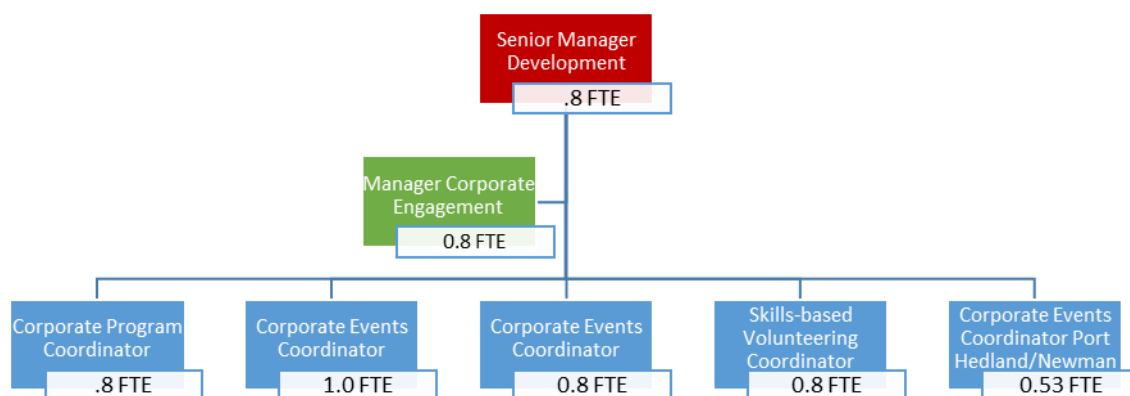 Senior Manager
Development
.8 FTE
Manager Corporate
Engagement
0.8 FTE
Corporate Program
Coordinator
.8 FTE
Corporate Events
Coordinator
1.0 FTE
Corporate Events
Coordinator
0.8 FTE
Skills-based
Volunteering
Coordinator
0.8 FTE
Corporate Events
Coordinator Port
Hedland/Newman
0.53 FTE